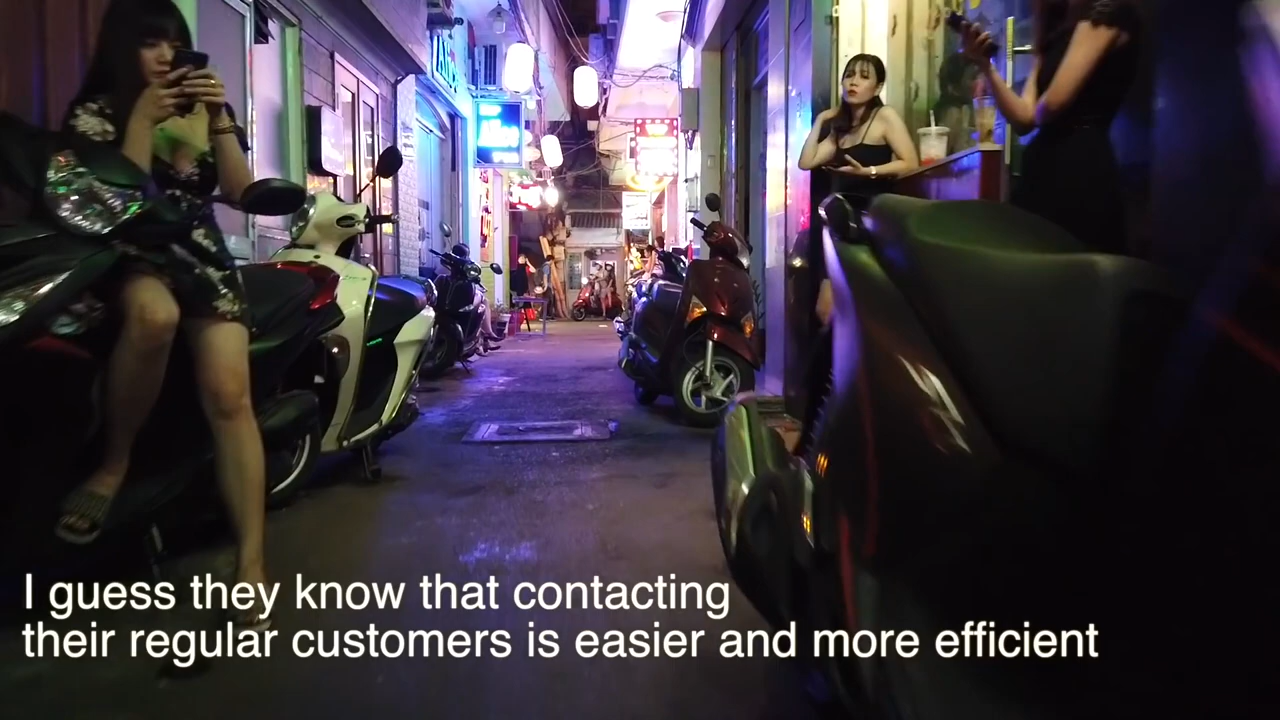 I guess they know that contacting
their regular customers is easier and more efficient